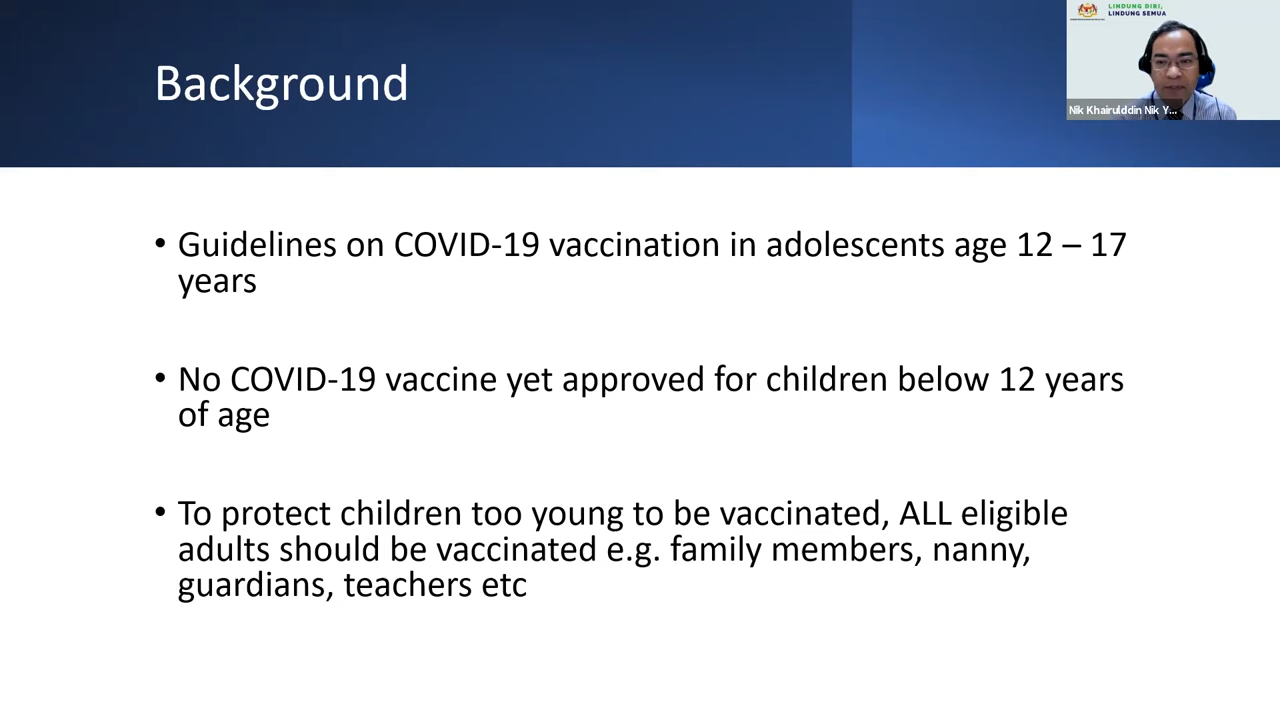 LINDUNG DIRI,
LINDUNG SEMUA
Background
Nik Khairulddin Nik Y...
• Guidelines on COVID-19 vaccination in adolescents age 12 – 17
years
• No COVID-19 vaccine yet approved for children below 12 years
of age
• To protect children too young to be vaccinated, ALL eligible
adults should be vaccinated e.g. family members, nanny,
guardians, teachers etc